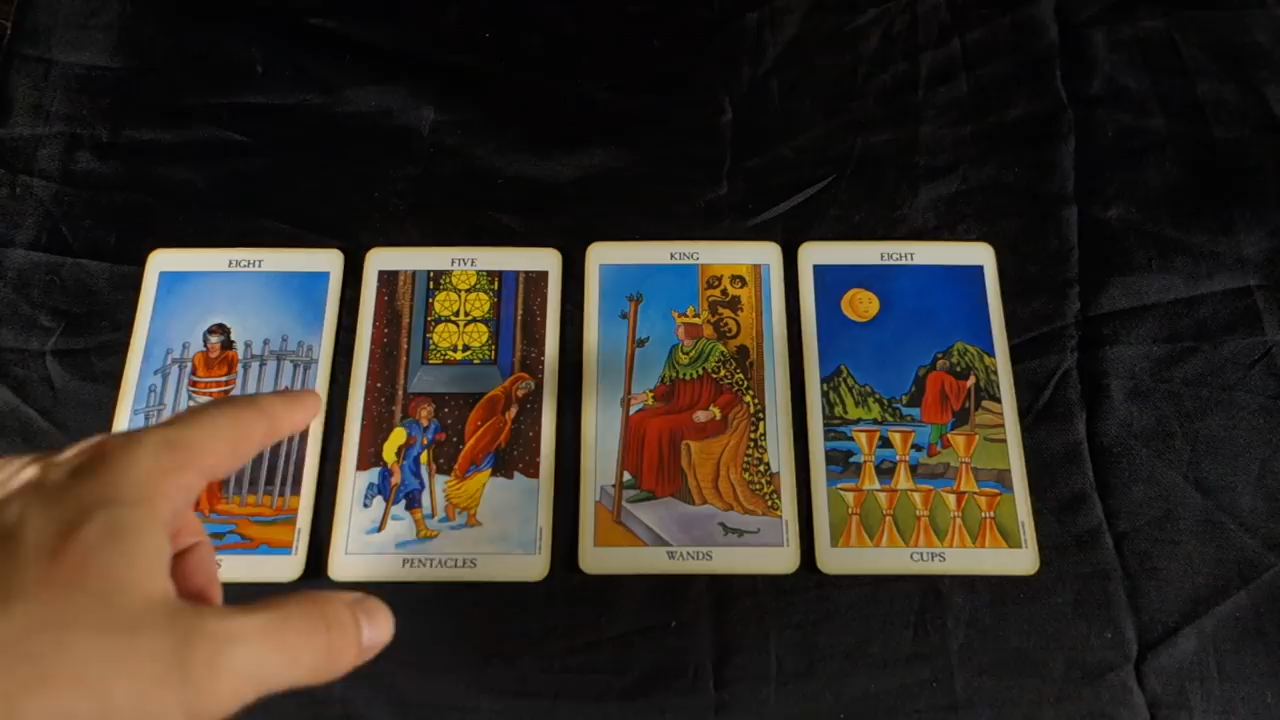 EIGHT
FIVE
KING
EIGHT
S
PENTACLES
WANDS
CUPS